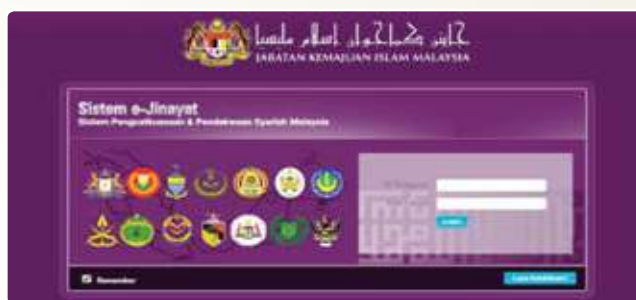 جابتن كماجوان اسلام مليسيا
JABATAN KEMAJUAN ISLAM MALAYSIA
Sistem e-Jinayat
Sistem Penguatkuasaan & Pendakwaan Syariah Malaysia
Remember